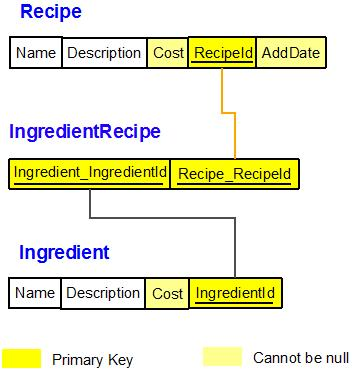 Recipe
Name Description Cost RecipeId AddDate
IngredientRecipe
Ingredient_IngredientId Recipe_RecipeId
Ingredient
Name Description Cost IngredientId
Primary Key Cannot be null